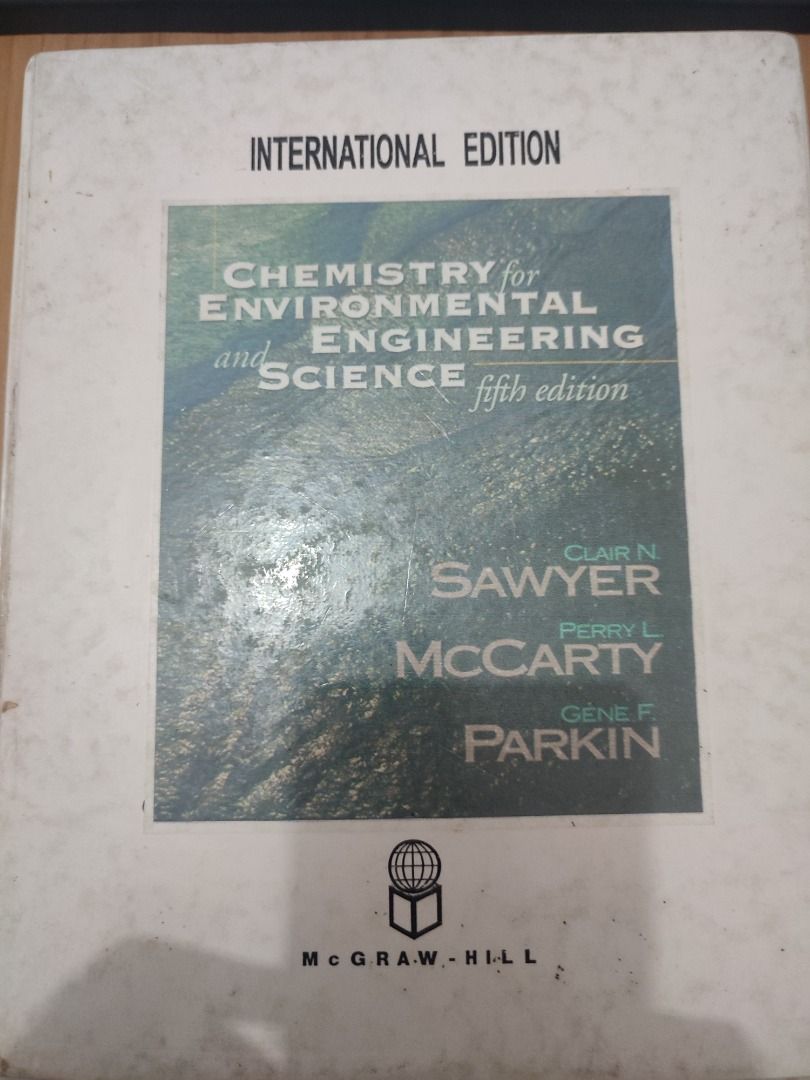 INTERNATIONAL EDITION
CHEMISTRY for
ENVIRONMENTAL
ENGINEERING
and SCIENCE
fifth edition
CLAIR N.
SAWYER
PERRY L.
MCCARTY
GENE F.
PARKIN
McGRAW-HILL